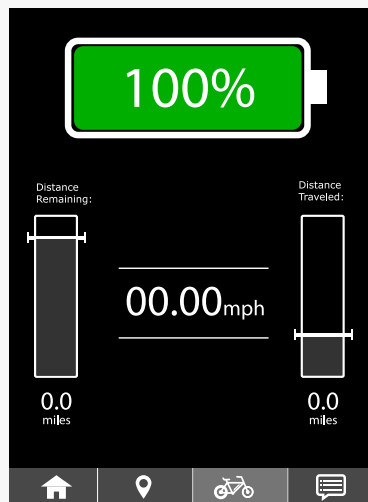 100%
Distance
Remaining:
Distance
Traveled:
00.00mph
0.0
miles
0.0
miles